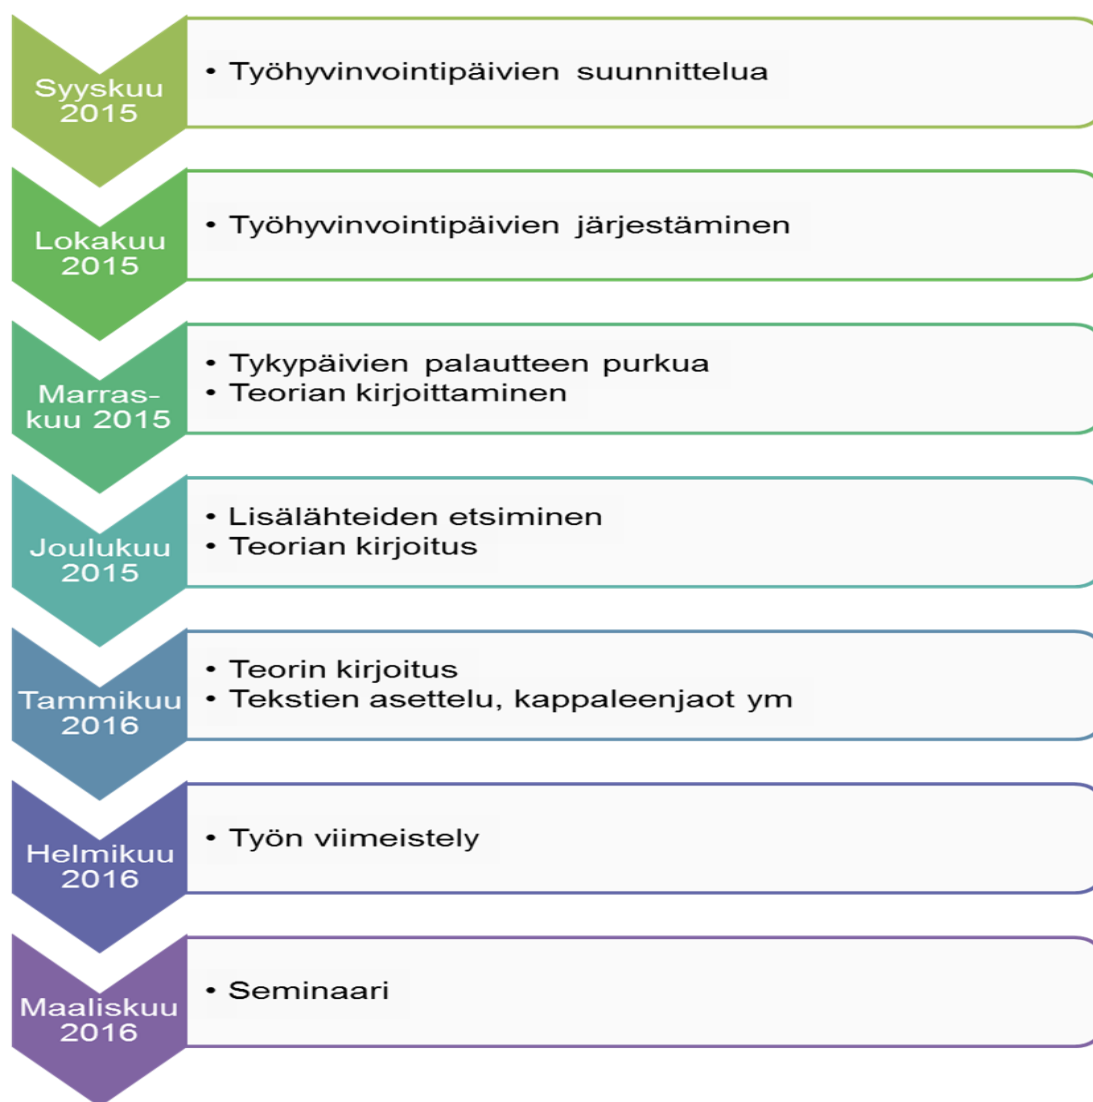 Syyskuu
2015
• Työhyvinvointipäivien suunnittelua
Lokakuu
2015
• Työhyvinvointipäivien järjestäminen
Marras-
kuu 2015
• Tykypäivien palautteen purkua
• Teorian kirjoittaminen
Joulukuu
2015
• Lisälähteiden etsiminen
• Teorian kirjoitus
Tammikuu
2016
• Teorin kirjoitus
• Tekstien asettelu, kappaleenjaot ym
Helmikuu
2016
• Työn viimeistely
Maaliskuu
2016
• Seminaari